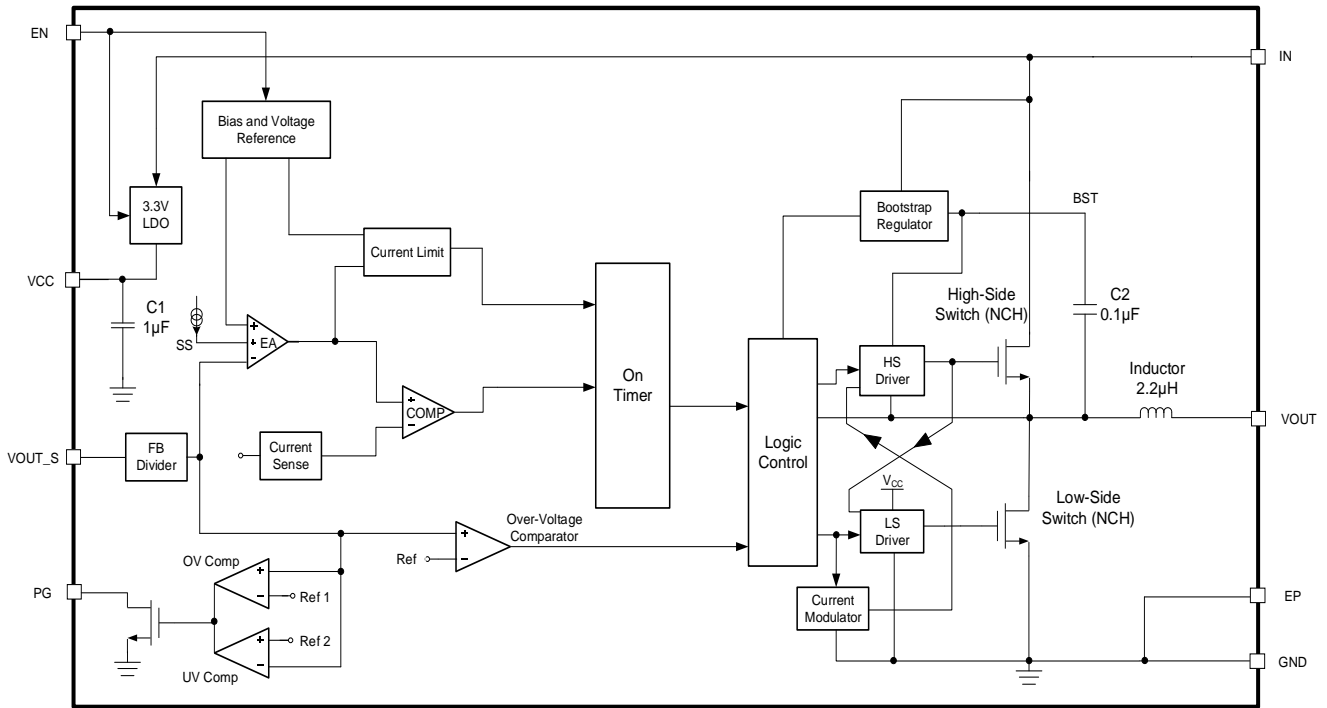 EN
IN
Bias and Voltage
Reference
3.3V
LDO
Bootstrap
Regulator
BST
Current Limit
VCC
C1
1µF
SS
+
+
−
EA
High-Side
Switch (NCH)
C2
0.1µF
On
Timer
HS
Driver
Inductor
2.2µH
+
−
COMP
Logic
Control
VOUT
VOUT_S
FB
Divider
Current
Sense
VCC
LS
Driver
Low-Side
Switch (NCH)
Over-Voltage
Comparator
+
−
Ref
OV Comp
+
−
Ref 1
PG
Current
Modulator
EP
+
−
Ref 2
UV Comp
GND